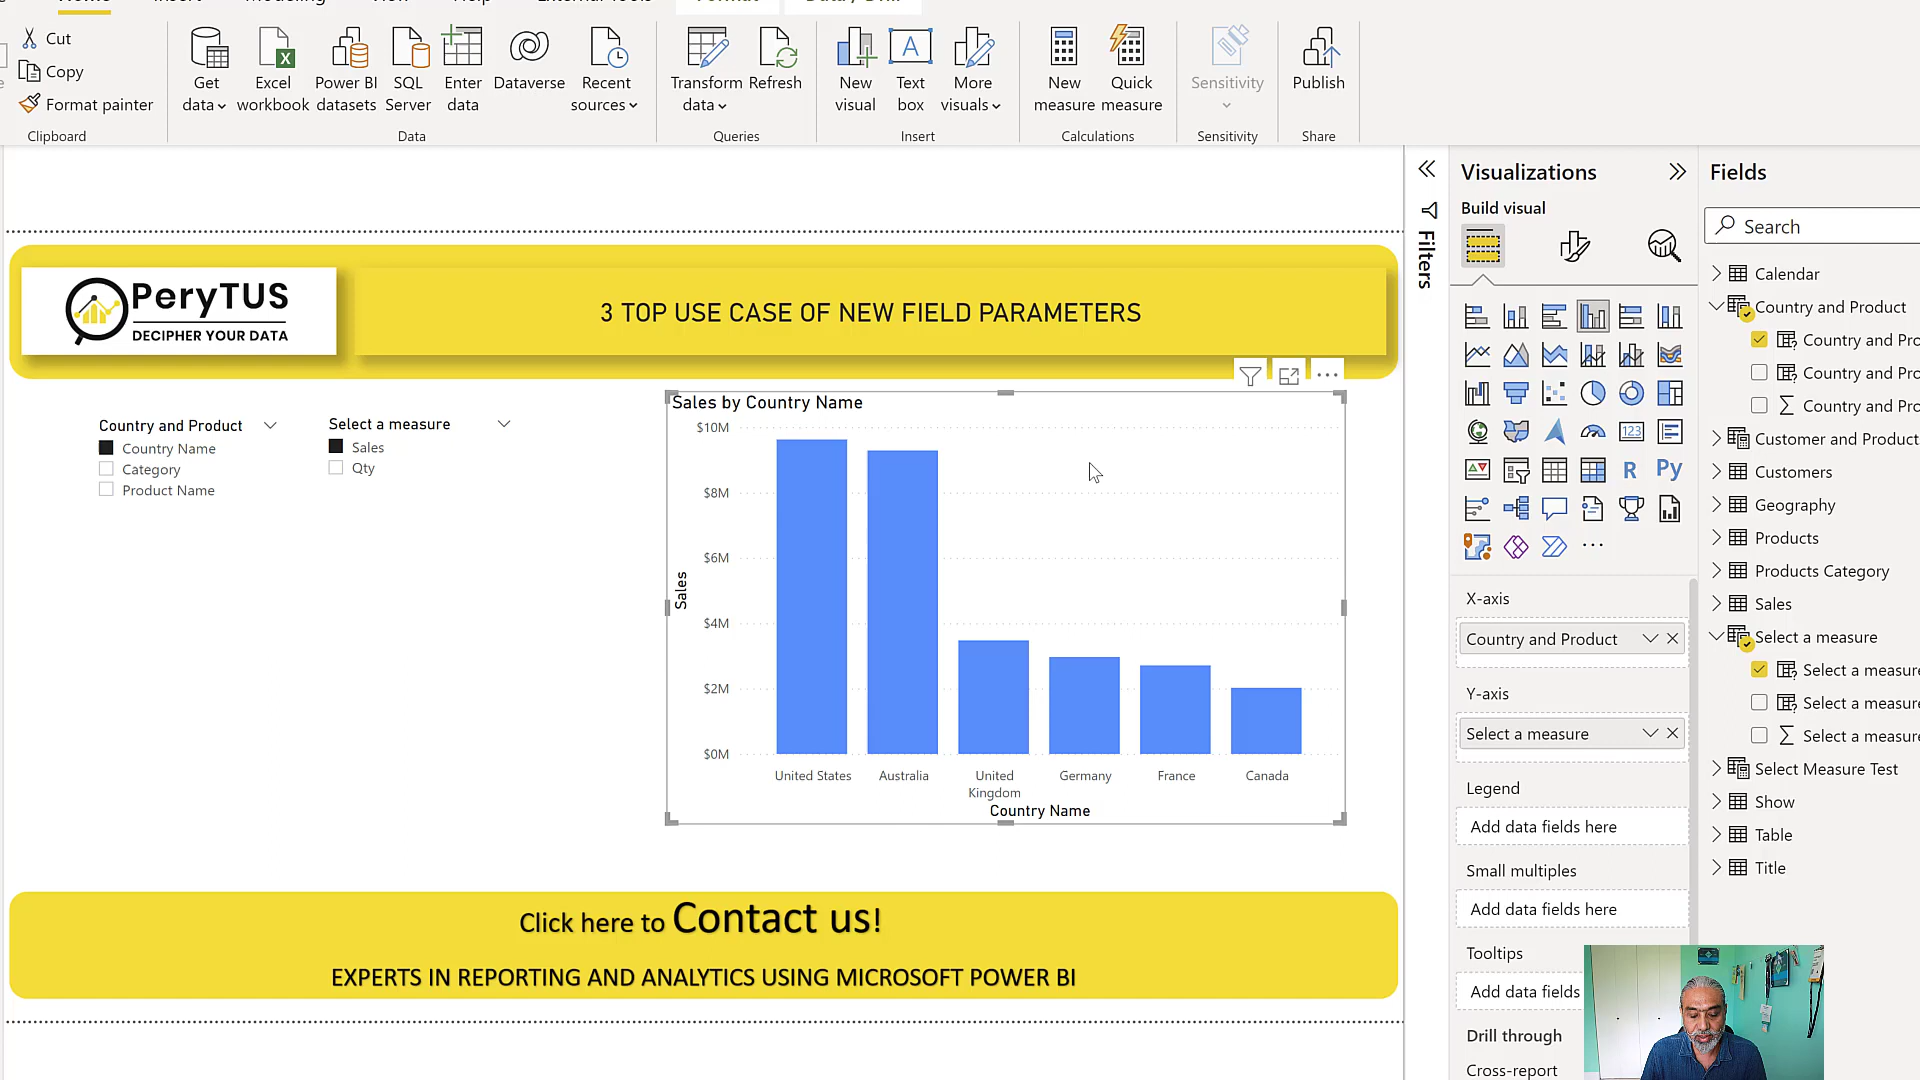 Cut
Copy
Format painter
Clipboard
Get data
Excel workbook
Power BI datasets
SQL Server
Enter data
Dataverse
Recent sources
Data
Transform data
Refresh
Queries
New visual
Text box
More visuals
Insert
New measure
Quick measure
Calculations
Sensitivity
Sensitivity
Publish
Share
PeryTUS
DECIPHER YOUR DATA
3 TOP USE CASE OF NEW FIELD PARAMETERS
Country and Product
Country Name
Category
Product Name
Select a measure
Sales
Qty
Sales by Country Name
$10M
$8M
$6M
$4M
$2M
$0M
Sales
United States
Australia
United Kingdom
Germany
France
Canada
Country Name
Click here to Contact us!
EXPERTS IN REPORTING AND ANALYTICS USING MICROSOFT POWER BI
Filters
Visualizations
Build visual
123
R
Py
X-axis
Country and Product
Y-axis
Select a measure
Legend
Add data fields here
Small multiples
Add data fields here
Tooltips
Add data fields
Drill through
Cross-report
Fields
Search
Calendar
Country and Product
Country and Pro
Country and Pro
Country and Pro
Customer and Product
Customers
Geography
Products
Products Category
Sales
Select a measure
Select a measure
Select a measure
Select a measure
Select Measure Test
Show
Table
Title